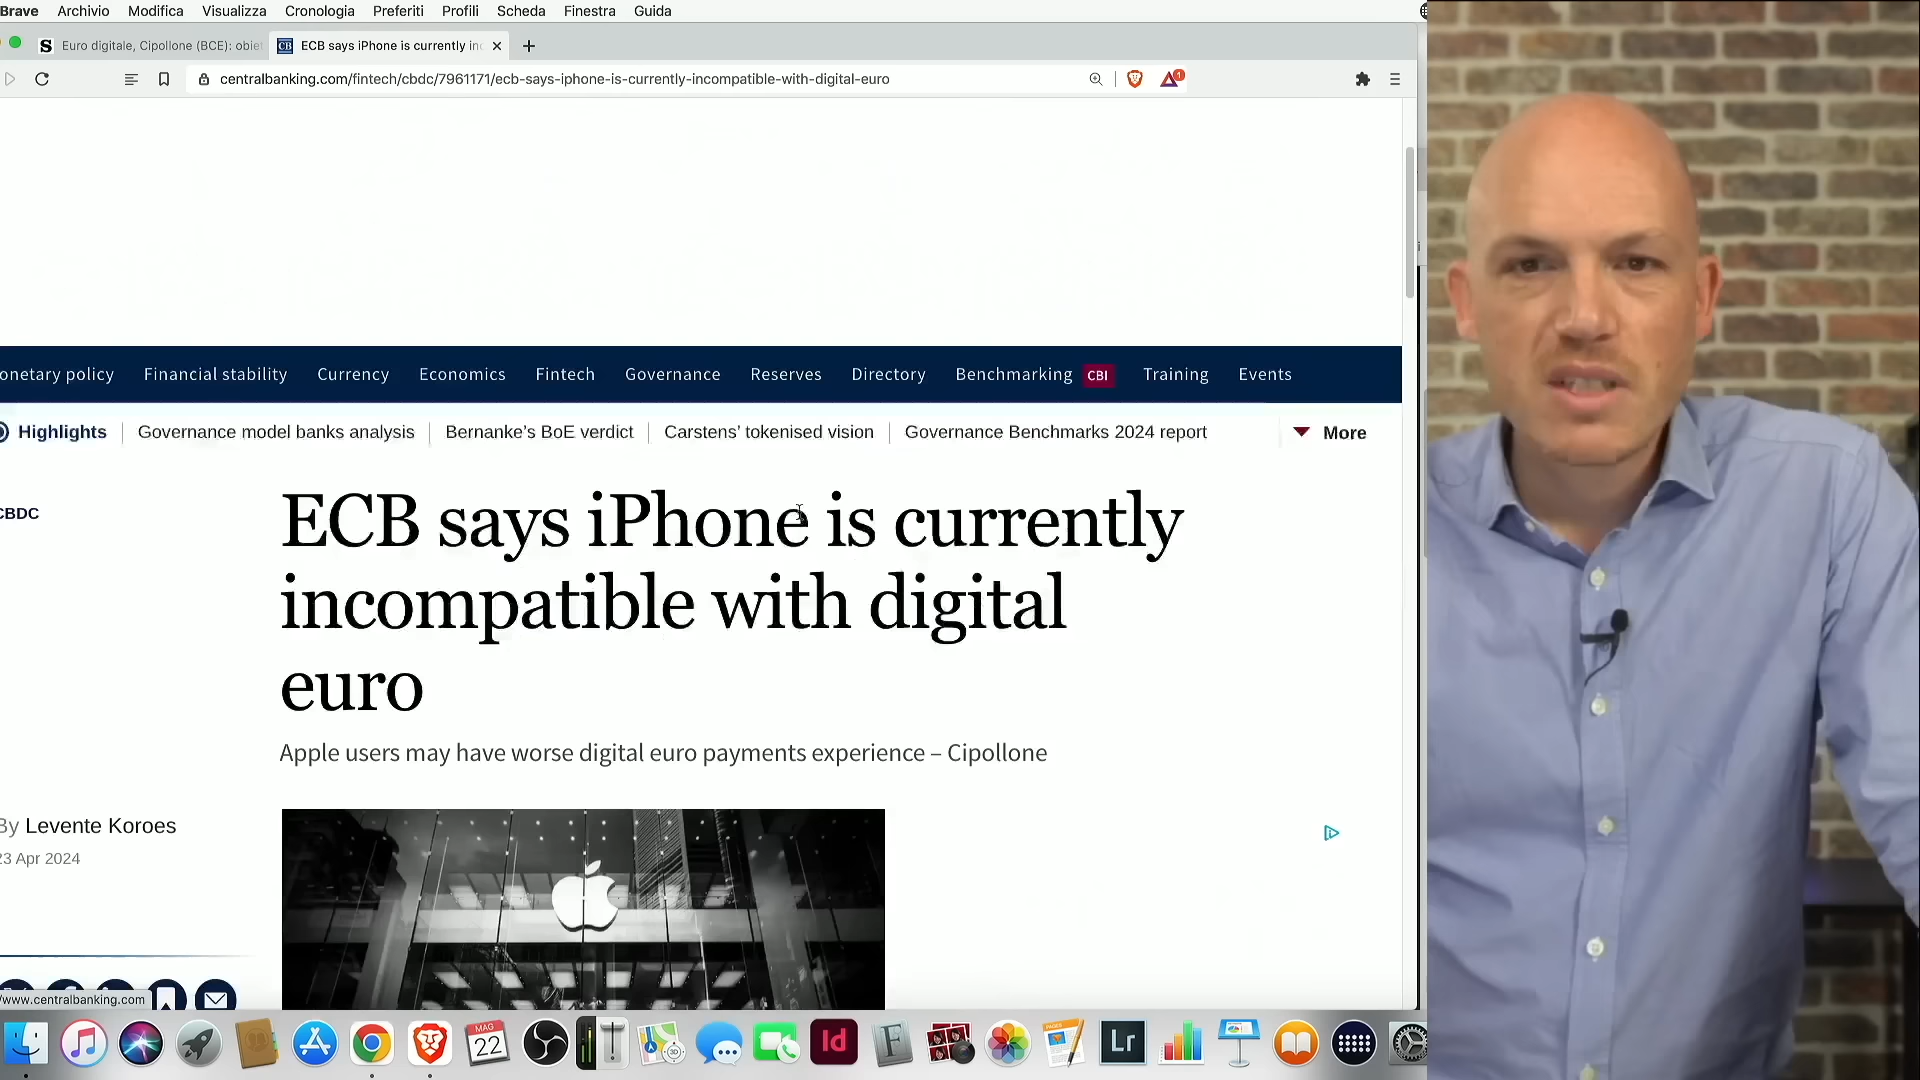 Brave Archivio Modifica Visualizza Cronologia Preferiti Profili Scheda Finestra Guida
S Euro digitale, Cipollone (BCE): obiet CB ECB says iPhone is currently in
centralbanking.com/fintech/cbdc/7961171/ecb-says-iphone-is-currently-incompatible-with-digital-euro 1
onetary policy Financial stability Currency Economics Fintech Governance Reserves Directory Benchmarking CBI Training Events
Highlights Governance model banks analysis Bernanke’s BoE verdict Carstens’ tokenised vision Governance Benchmarks 2024 report More
CBDC
ECB says iPhone is currently
incompatible with digital
euro
Apple users may have worse digital euro payments experience – Cipollone
By Levente Koroes
23 Apr 2024
/www.centralbanking.com
MAG
22
3D
Id
F
PAGES
Lr